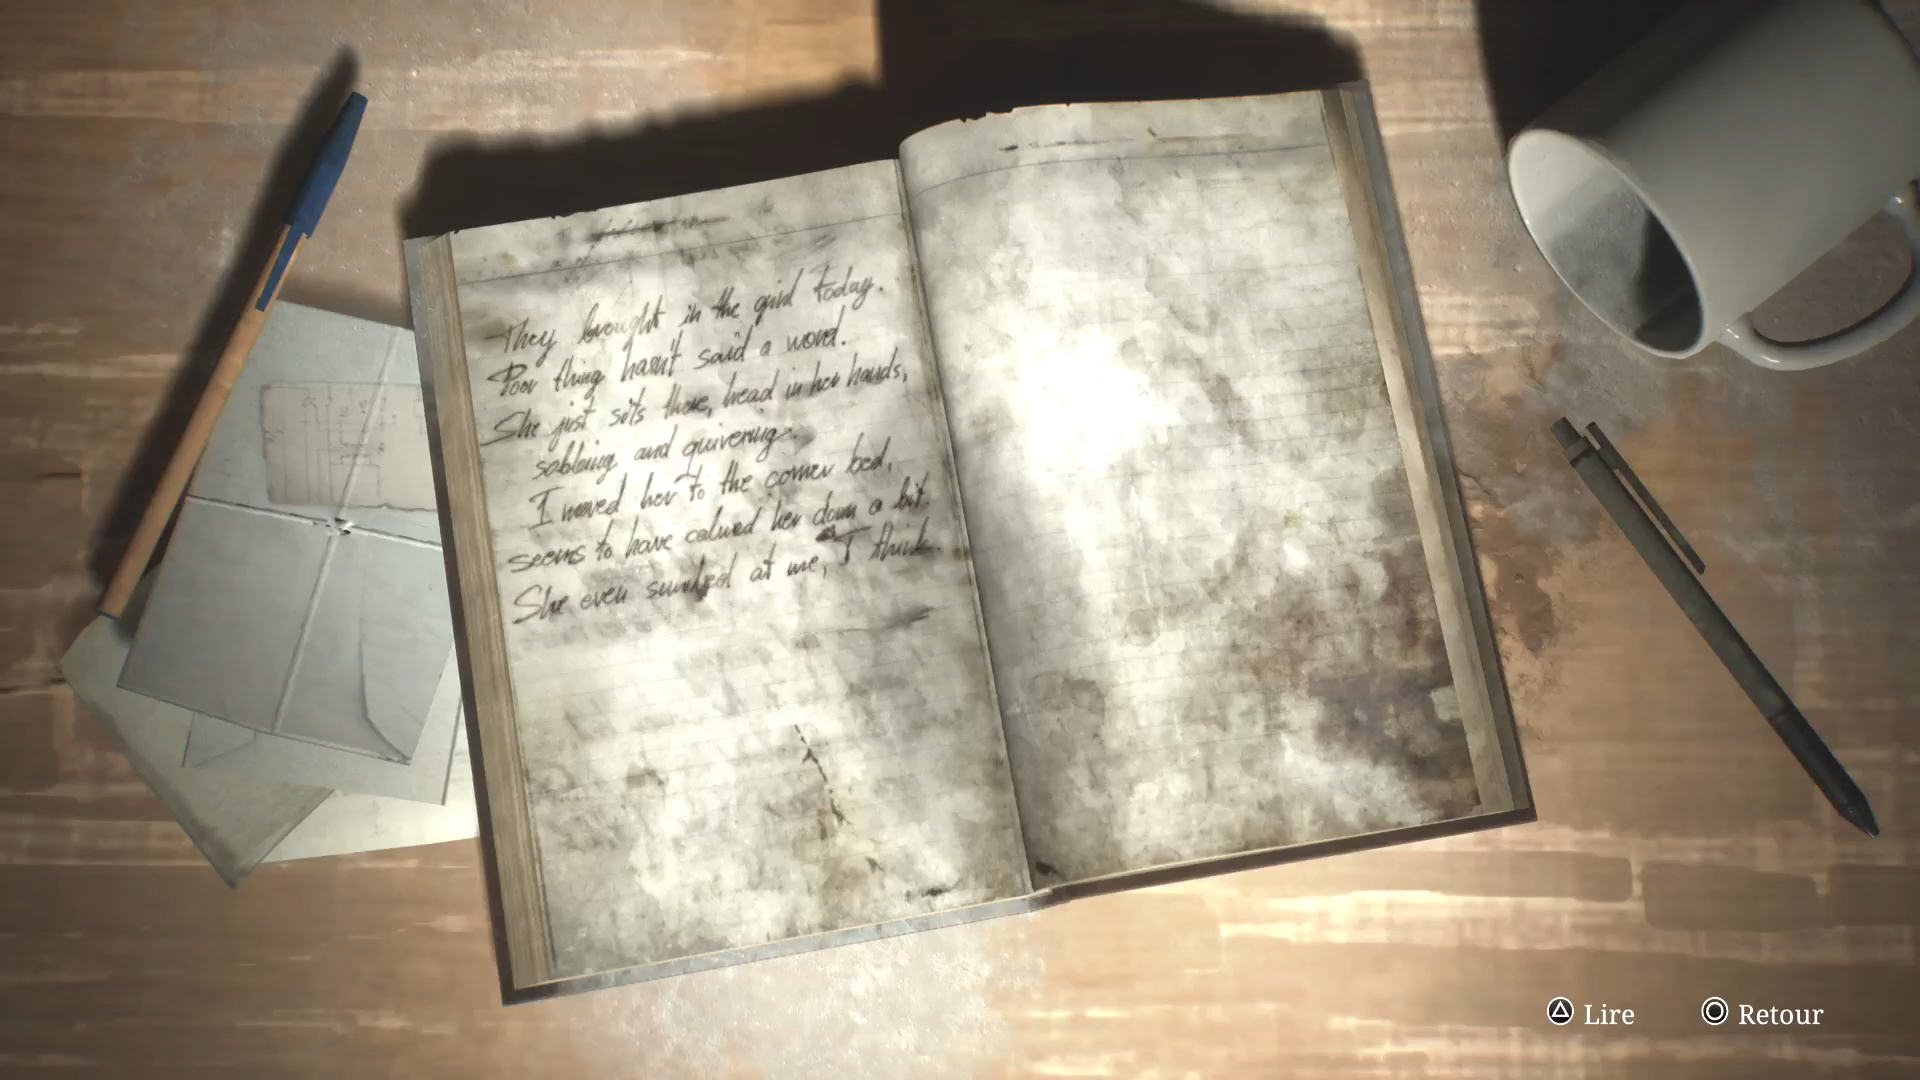 They brought in the girl today.
Poor thing hasn't said a word.
She just sits there, head in her hands,
sobbing and quivering.
I moved her to the corner bed,
seems to have calmed her down a bit.
She even smiled at me, I think.
Lire
Retour